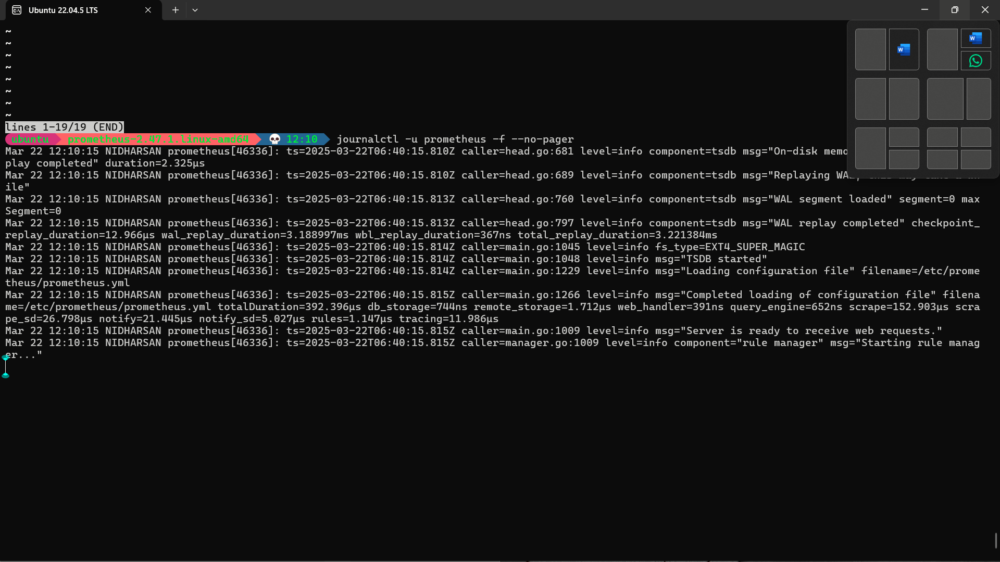 Ubuntu 22.04.5 LTS
~
~
~
~
~
~
~
~
lines 1-19/19 (END)
ubuntu prometheus-2.47.1.linux-amd64 💀 12:10 journalctl -u prometheus -f --no-pager
Mar 22 12:10:15 NIDHARSAN prometheus[46336]: ts=2025-03-22T06:40:15.810Z caller=head.go:681 level=info component=tsdb msg="On-disk memo
play completed" duration=2.325µs
Mar 22 12:10:15 NIDHARSAN prometheus[46336]: ts=2025-03-22T06:40:15.810Z caller=head.go:689 level=info component=tsdb msg="Replaying
ile"
Mar 22 12:10:15 NIDHARSAN prometheus[46336]: ts=2025-03-22T06:40:15.813Z caller=head.go:760 level=info component=tsdb msg="WAL segment loaded" segment=0 max
Segment=0
Mar 22 12:10:15 NIDHARSAN prometheus[46336]: ts=2025-03-22T06:40:15.813Z caller=head.go:797 level=info component=tsdb msg="WAL replay completed" checkpoint_
replay_duration=12.966µs wal_replay_duration=3.188997ms wbl_replay_duration=367ns total_replay_duration=3.221384ms
Mar 22 12:10:15 NIDHARSAN prometheus[46336]: ts=2025-03-22T06:40:15.814Z caller=main.go:1045 level=info fs_type=EXT4_SUPER_MAGIC
Mar 22 12:10:15 NIDHARSAN prometheus[46336]: ts=2025-03-22T06:40:15.814Z caller=main.go:1048 level=info msg="TSDB started"
Mar 22 12:10:15 NIDHARSAN prometheus[46336]: ts=2025-03-22T06:40:15.814Z caller=main.go:1229 level=info msg="Loading configuration file" filename=/etc/prome
theus/prometheus.yml
Mar 22 12:10:15 NIDHARSAN prometheus[46336]: ts=2025-03-22T06:40:15.815Z caller=main.go:1266 level=info msg="Completed loading of configuration file" filena
me=/etc/prometheus/prometheus.yml totalDuration=392.396µs db_storage=744ns remote_storage=1.712µs web_handler=391ns query_engine=652ns scrape=152.903µs scra
pe_sd=26.798µs notify=21.445µs notify_sd=5.027µs rules=1.147µs tracing=11.986µs
Mar 22 12:10:15 NIDHARSAN prometheus[46336]: ts=2025-03-22T06:40:15.815Z caller=main.go:1009 level=info msg="Server is ready to receive web requests."
Mar 22 12:10:15 NIDHARSAN prometheus[46336]: ts=2025-03-22T06:40:15.815Z caller=manager.go:1009 level=info component="rule manager" msg="Starting rule manag
er..."